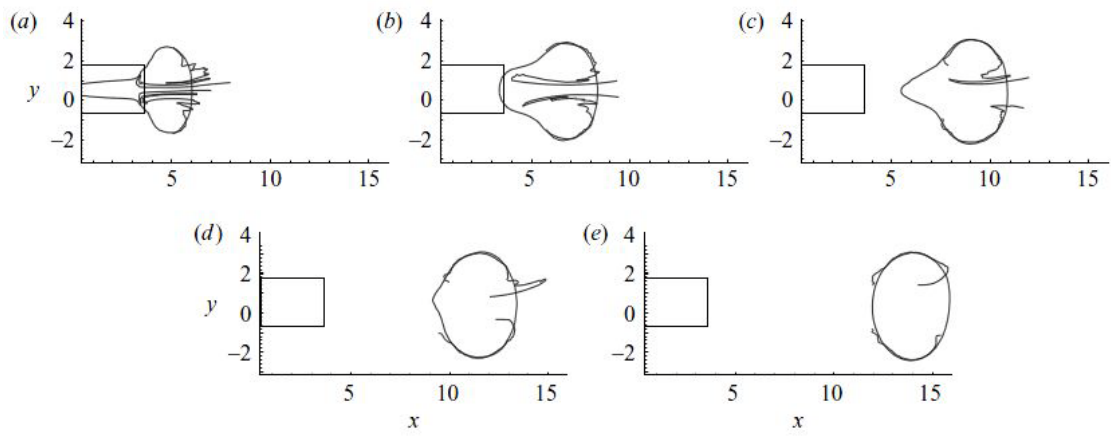 (a) (b) (c)
4 4 4
2 2 2
y 0 0 0
–2 –2 –2
5 10 15 5 10 15 5 10 15
(d) (e)
4 4
2 2
y 0 0
–2 –2
5 10 15 5 10 15
x x